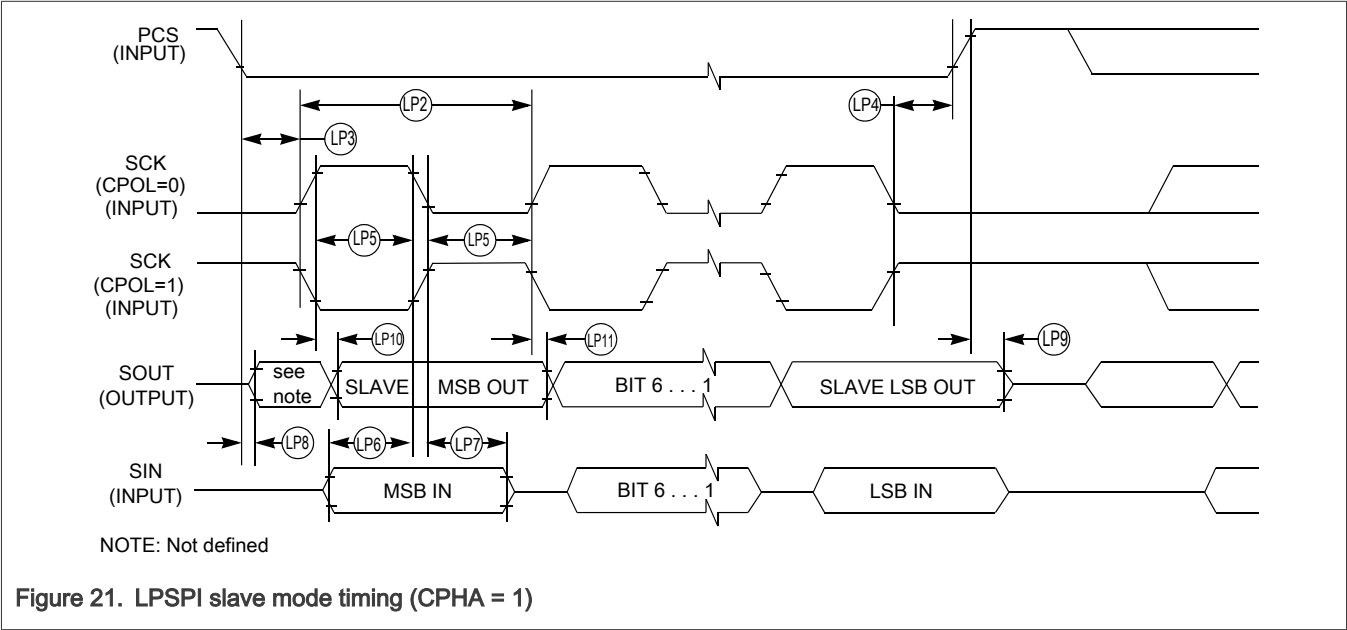 PCS
(INPUT)
LP2
LP4
LP3
SCK
(CPOL=0)
(INPUT)
LP5
LP5
SCK
(CPOL=1)
(INPUT)
LP10
LP11
LP9
SOUT
(OUTPUT)
see
note
SLAVE
MSB OUT
BIT 6 . . . 1
SLAVE LSB OUT
LP8
LP6
LP7
SIN
(INPUT)
MSB IN
BIT 6 . . . 1
LSB IN
NOTE: Not defined
Figure 21. LPSPI slave mode timing (CPHA = 1)